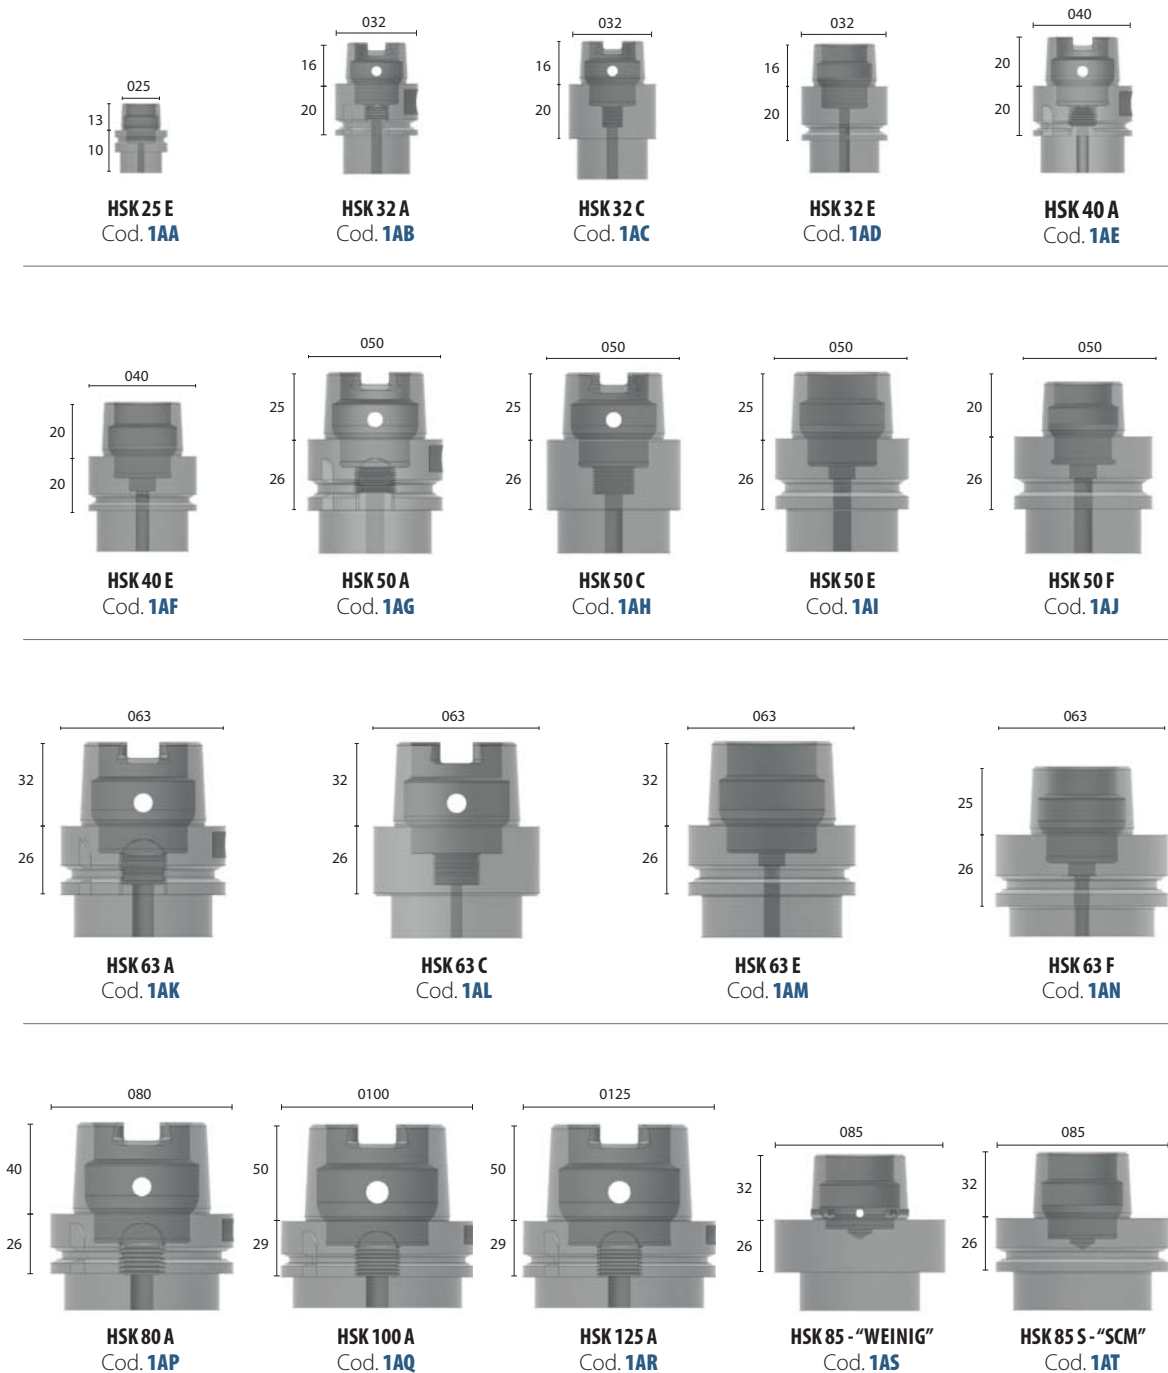 025
13
10
HSK 25 E
Cod. 1AA
032
16
20
HSK 32 A
Cod. 1AB
032
16
20
HSK 32 C
Cod. 1AC
032
16
20
HSK 32 E
Cod. 1AD
040
20
20
HSK 40 A
Cod. 1AE
040
20
20
HSK 40 E
Cod. 1AF
050
25
26
HSK 50 A
Cod. 1AG
050
25
26
HSK 50 C
Cod. 1AH
050
25
26
HSK 50 E
Cod. 1AI
050
20
26
HSK 50 F
Cod. 1AJ
063
32
26
HSK 63 A
Cod. 1AK
063
32
26
HSK 63 C
Cod. 1AL
063
32
26
HSK 63 E
Cod. 1AM
063
25
26
HSK 63 F
Cod. 1AN
080
40
26
HSK 80 A
Cod. 1AP
0100
50
29
HSK 100 A
Cod. 1AQ
0125
50
29
HSK 125 A
Cod. 1AR
085
32
26
HSK 85 - “WEINIG”
Cod. 1AS
085
32
26
HSK 85 S - “SCM”
Cod. 1AT